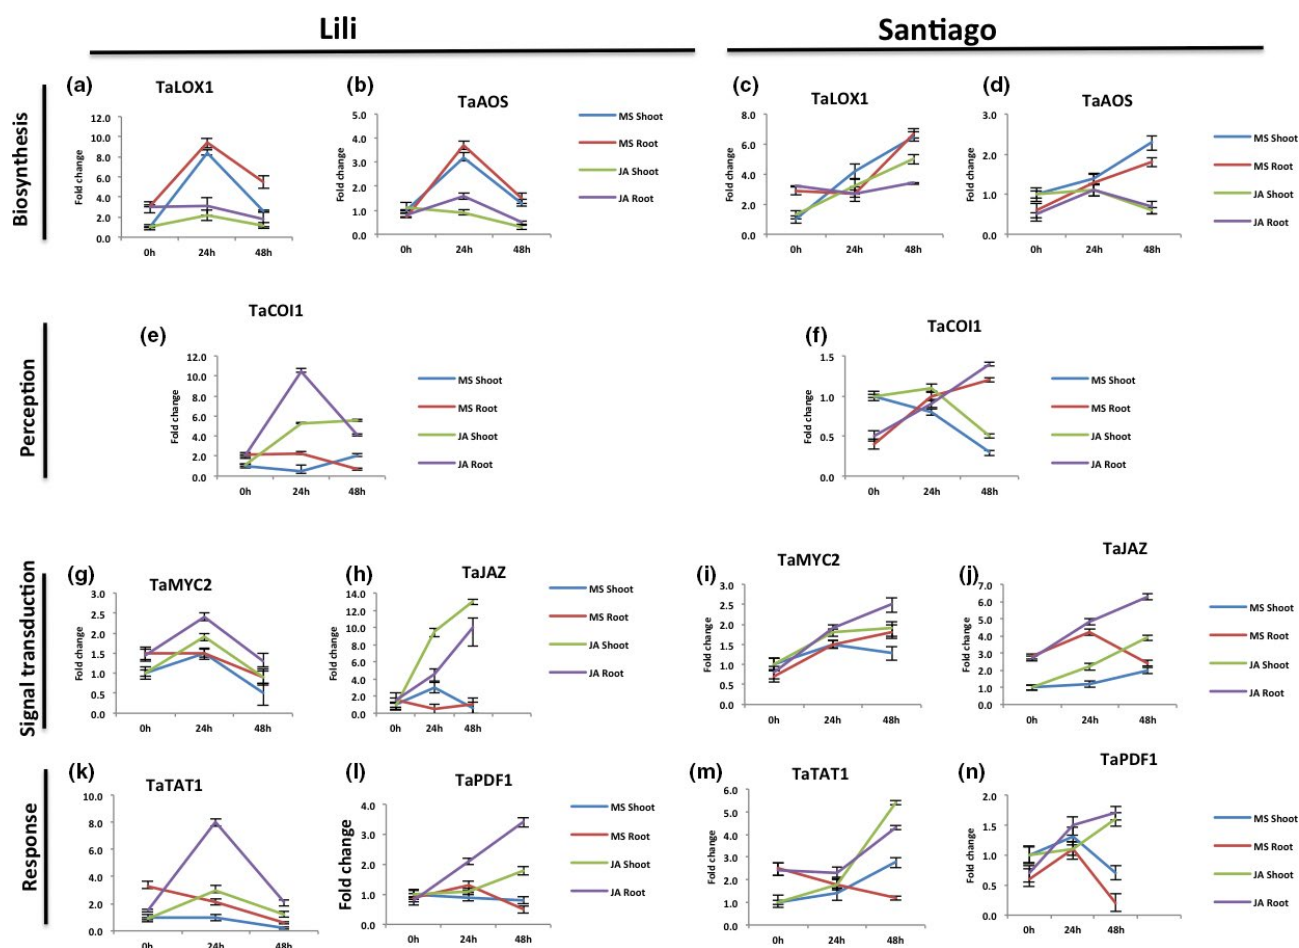 Lili
Santiago
Biosynthesis
(a)
TaLOX1
Fold change
12.0
10.0
8.0
6.0
4.0
2.0
0.0
0h 24h 48h
(b)
TaAOS
Fold change
5.0
4.0
3.0
2.0
1.0
0.0
0h 24h 48h
MS Shoot
MS Root
JA Shoot
JA Root
(c)
TaLOX1
Fold change
8.0
6.0
4.0
2.0
0.0
0h 24h 48h
(d)
TaAOS
Fold change
3.0
2.0
1.0
0.0
0h 24h 48h
MS Shoot
MS Root
JA Shoot
JA Root
Perception
(e)
TaCOI1
Fold change
12.0
10.0
8.0
6.0
4.0
2.0
0.0
0h 24h 48h
MS Shoot
MS Root
JA Shoot
JA Root
(f)
TaCOI1
Fold change
1.5
1.0
0.5
0.0
0h 24h 48h
MS Shoot
MS Root
JA Shoot
JA Root
Signal transduction
(g)
TaMYC2
Fold change
3.0
2.5
2.0
1.5
1.0
0.5
0.0
0h 24h 48h
(h)
TaJAZ
Fold change
14.0
12.0
10.0
8.0
6.0
4.0
2.0
0.0
0h 24h 48h
MS Shoot
MS Root
JA Shoot
JA Root
(i)
TaMYC2
Fold change
3.0
2.5
2.0
1.5
1.0
0.5
0.0
0h 24h 48h
(j)
TaJAZ
Fold change
7.0
6.0
5.0
4.0
3.0
2.0
1.0
0.0
0h 24h 48h
MS Shoot
MS Root
JA Shoot
JA Root
Response
(k)
TaTAT1
Fold change
10.0
8.0
6.0
4.0
2.0
0.0
0h 24h 48h
(l)
TaPDF1
Fold change
4.0
3.0
2.0
1.0
0.0
0h 24h 48h
MS Shoot
MS Root
JA Shoot
JA Root
(m)
TaTAT1
Fold change
6.0
5.0
4.0
3.0
2.0
1.0
0.0
0h 24h 48h
(n)
TaPDF1
Fold change
2.0
1.5
1.0
0.5
0.0
0h 24h 48h
MS Shoot
MS Root
JA Shoot
JA Root